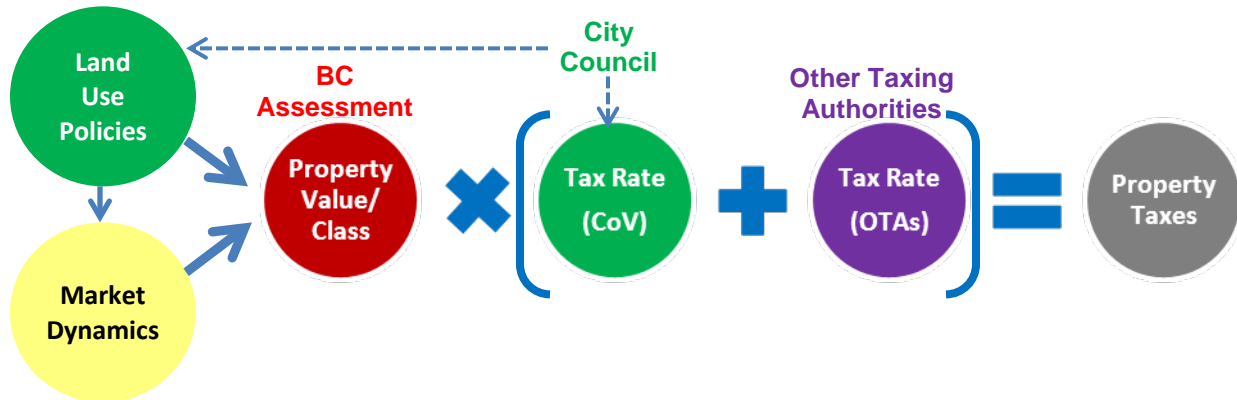 Land
Use
Policies
Market
Dynamics
BC
Assessment
Property
Value/
Class
City
Council
Tax Rate
(CoV)
Other Taxing
Authorities
Tax Rate
(OTAs)
Property
Taxes